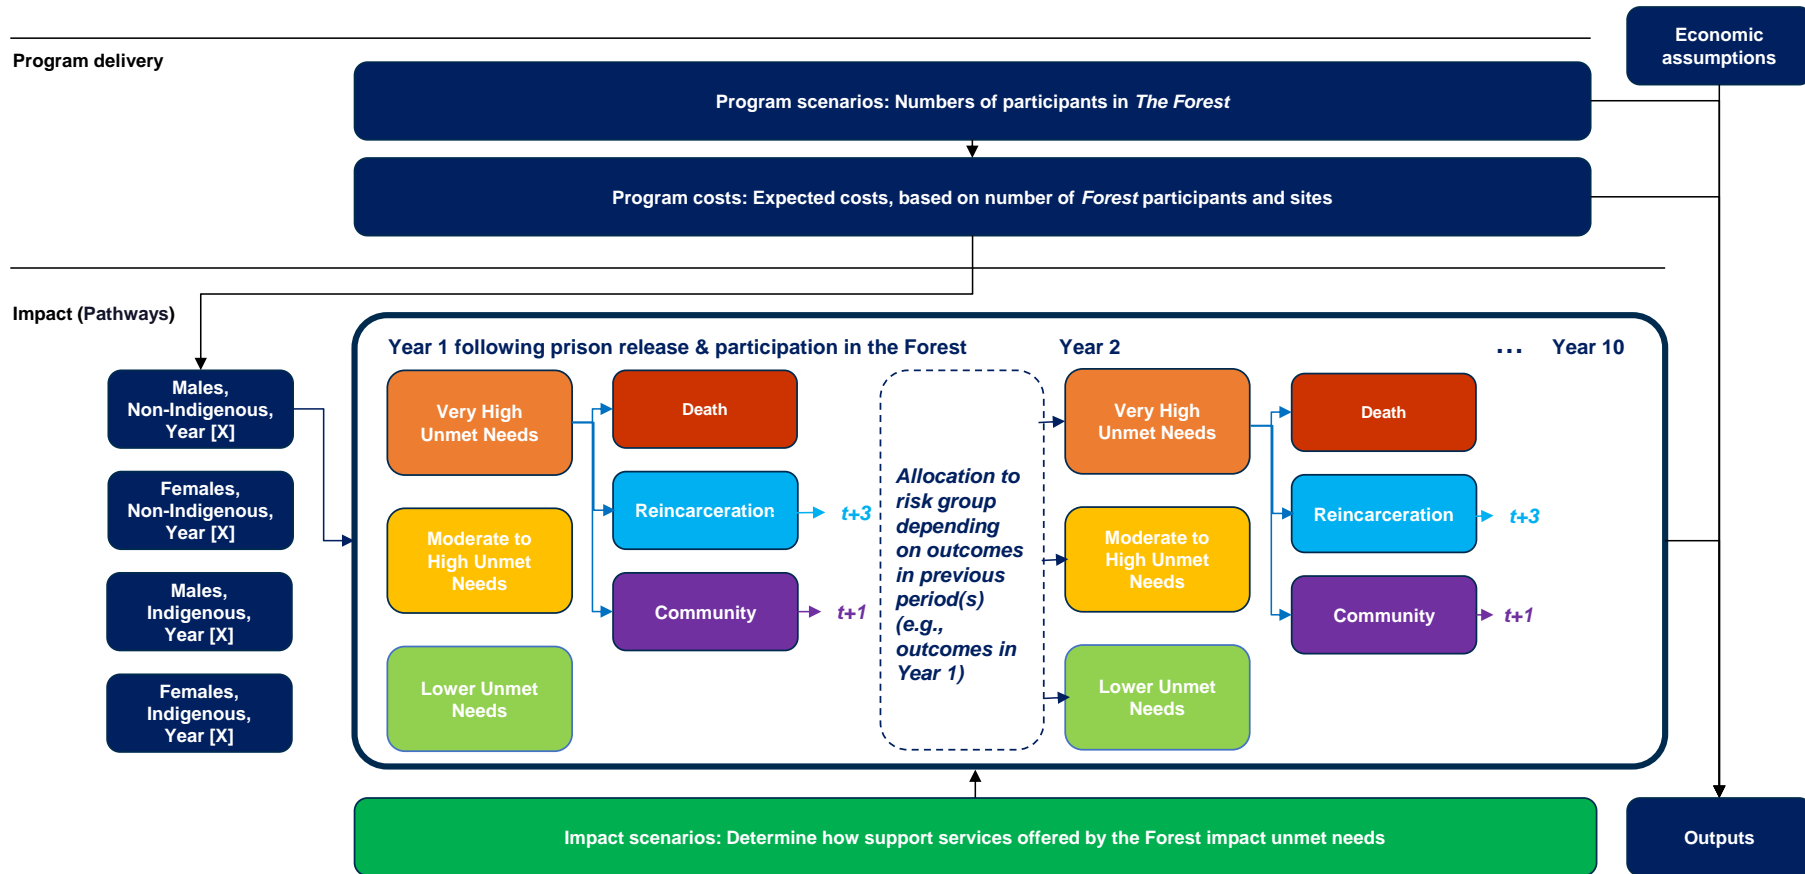 Economic
assumptions
Program delivery
Program scenarios: Numbers of participants in The Forest
Program costs: Expected costs, based on number of Forest participants and sites
Impact (Pathways)
Males,
Non-Indigenous,
Year [X]
Females,
Non-Indigenous,
Year [X]
Males,
Indigenous,
Year [X]
Females,
Indigenous,
Year [X]
Year 1 following prison release & participation in the Forest
Year 2
... Year 10
Very High
Unmet Needs
Moderate to
High Unmet
Needs
Lower Unmet
Needs
Death
Reincarceration
t+3
Community
t+1
Allocation to
risk group
depending
on outcomes
in previous
period(s)
(e.g.,
outcomes in
Year 1)
Very High
Unmet Needs
Moderate to
High Unmet
Needs
Lower Unmet
Needs
Death
Reincarceration
t+3
Community
t+1
Impact scenarios: Determine how support services offered by the Forest impact unmet needs
Outputs